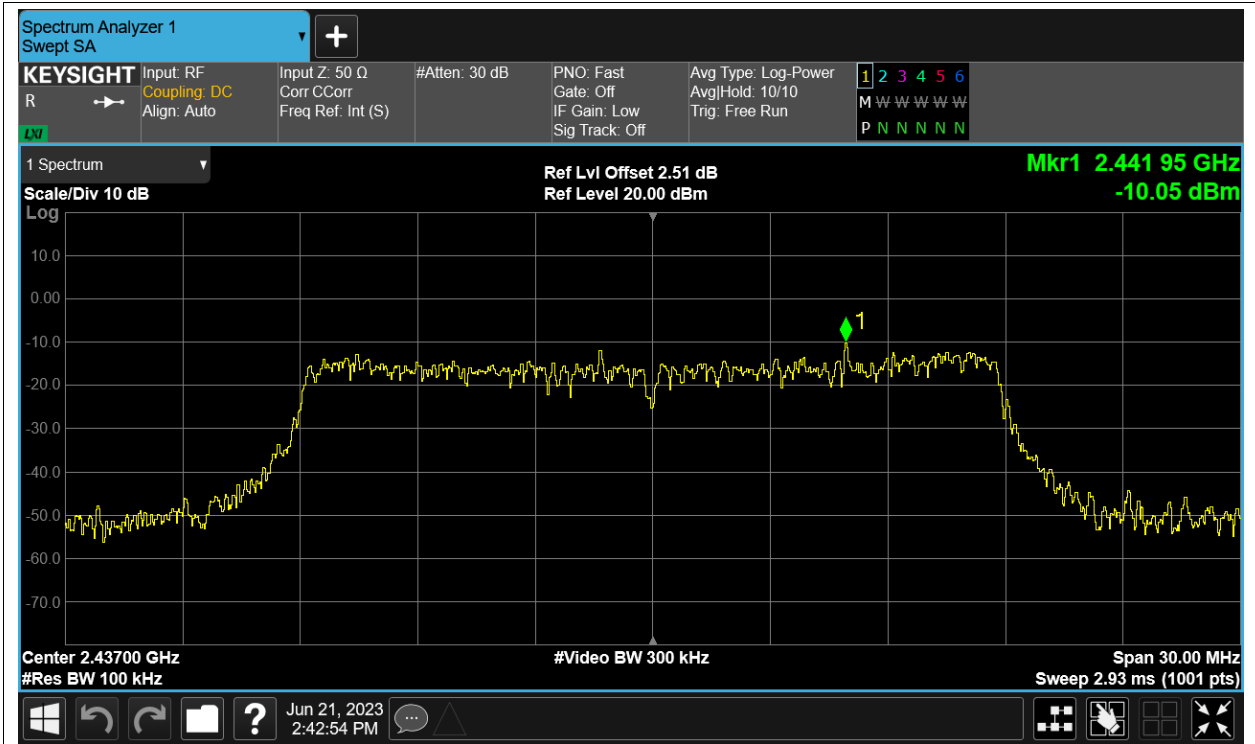 Spectrum Analyzer 1
Swept SA
KEYSIGHT
R
LXI
Input: RF
Coupling: DC
Align: Auto
Input Z: 50 Ω
Corr CCorr
Freq Ref: Int (S)
#Atten: 30 dB
PNO: Fast
Gate: Off
IF Gain: Low
Sig Track: Off
Avg Type: Log-Power
Avg|Hold: 10/10
Trig: Free Run
1 2 3 4 5 6
M W W W W W
P N N N N N
1 Spectrum
Scale/Div 10 dB
Log
Ref Lvl Offset 2.51 dB
Ref Level 20.00 dBm
Mkr1 2.441 95 GHz
-10.05 dBm
10.0
0.00
-10.0
-20.0
-30.0
-40.0
-50.0
-60.0
-70.0
1
Center 2.43700 GHz
#Res BW 100 kHz
#Video BW 300 kHz
Span 30.00 MHz
Sweep 2.93 ms (1001 pts)
?
Jun 21, 2023
2:42:54 PM